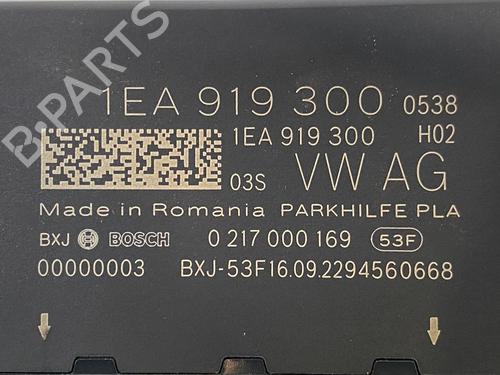 1EA 919 300 0538
1EA 919 300 H02
03S VW AG
Made in Romania PARKHILFE PLA
BXJ BOSCH 0 217 000 169 53F
00000003 BXJ-53F16.09.2294560668
B-PARTS